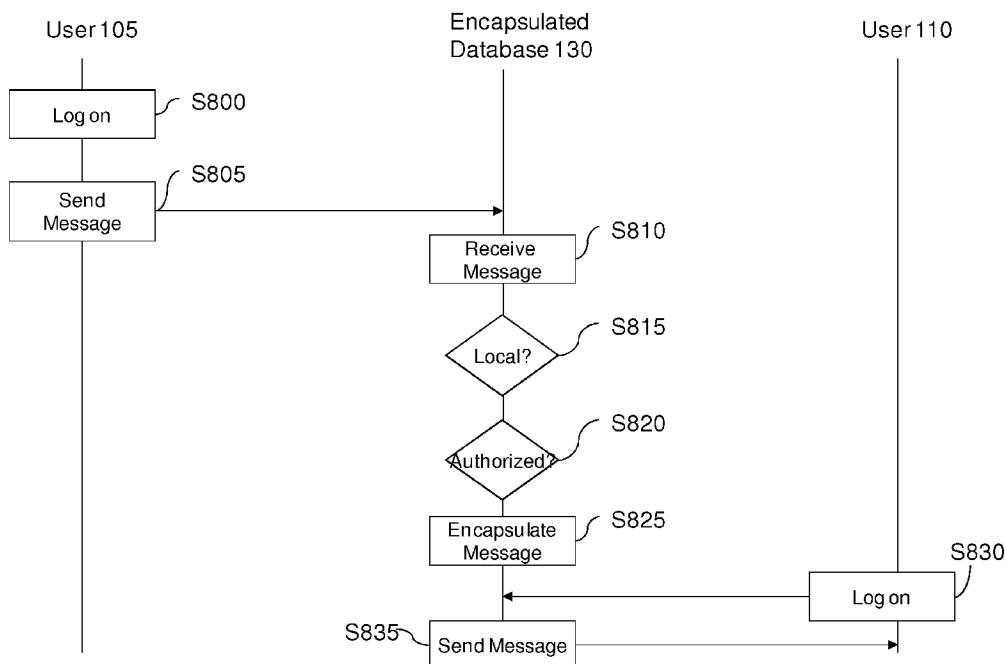 User 105
Encapsulated
Database 130
User 110
Log on
S800
Send
Message
S805
Receive
Message
S810
Local?
S815
Authorized?
S820
Encapsulate
Message
S825
Log on
S830
S835
Send Message